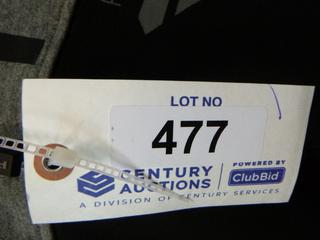 LOT NO
477
CENTURY
AUCTIONS
POWERED BY
ClubBid
A DIVISION OF CENTURY SERVICES